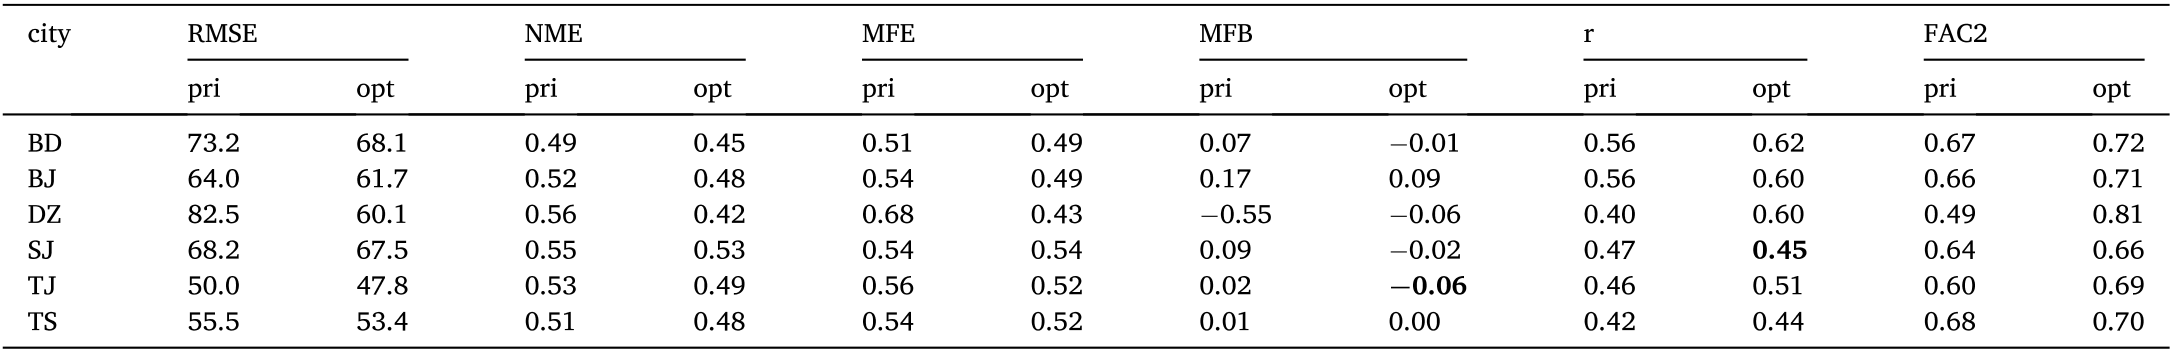 city RMSE NME MFE MFB r FAC2
pri opt pri opt pri opt pri opt pri opt pri opt
BD 73.2 68.1 0.49 0.45 0.51 0.49 0.07 −0.01 0.56 0.62 0.67 0.72
BJ 64.0 61.7 0.52 0.48 0.54 0.49 0.17 0.09 0.56 0.60 0.66 0.71
DZ 82.5 60.1 0.56 0.42 0.68 0.43 −0.55 −0.06 0.40 0.60 0.49 0.81
SJ 68.2 67.5 0.55 0.53 0.54 0.54 0.09 −0.02 0.47 0.45 0.64 0.66
TJ 50.0 47.8 0.53 0.49 0.56 0.52 0.02 −0.06 0.46 0.51 0.60 0.69
TS 55.5 53.4 0.51 0.48 0.54 0.52 0.01 0.00 0.42 0.44 0.68 0.70